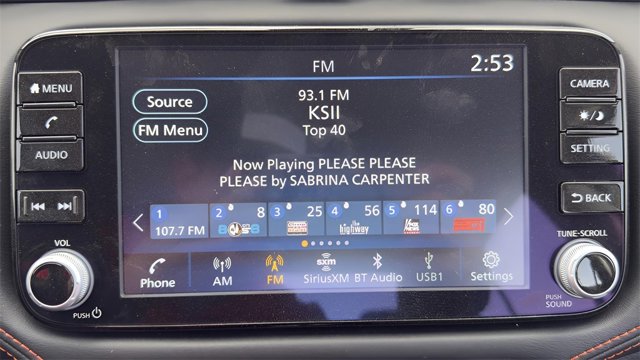 FM
2:53
MENU
AUDIO
VOL
PUSH
Source
FM Menu
93.1 FM
KSII
Top 40
Now Playing PLEASE PLEASE
PLEASE by SABRINA CARPENTER
1 2 8 3 25 4 56 5 114 6 80
107.7 FM the highway
Phone AM FM SiriusXM BT Audio USB1 Settings
sxm
CAMERA
SETTING
BACK
TUNE·SCROLL
PUSH
SOUND